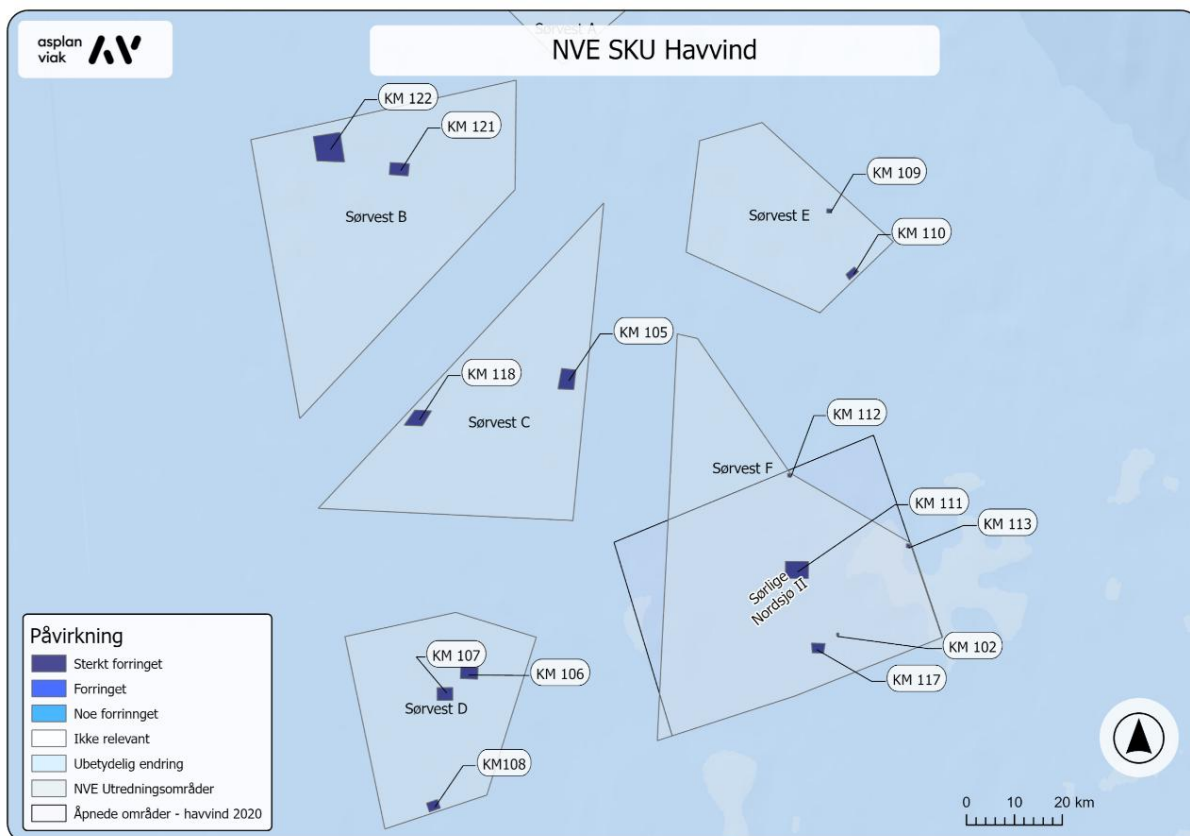 asplan
viak
NVE SKU Havvind
Sørvest A
KM 122
KM 121
Sørvest B
KM 109
Sørvest E
KM 110
KM 105
KM 118
Sørvest C
KM 112
Sørvest F
KM 111
KM 113
Sørlige
Nordsjø II
KM 102
KM 117
KM 107
KM 106
Sørvest D
KM108
Påvirkning
Sterkt forringet
Forringet
Noe forrinnget
Ikke relevant
Ubetydelig endring
NVE Utredningsområder
Åpnede områder - havvind 2020
0 10 20 km